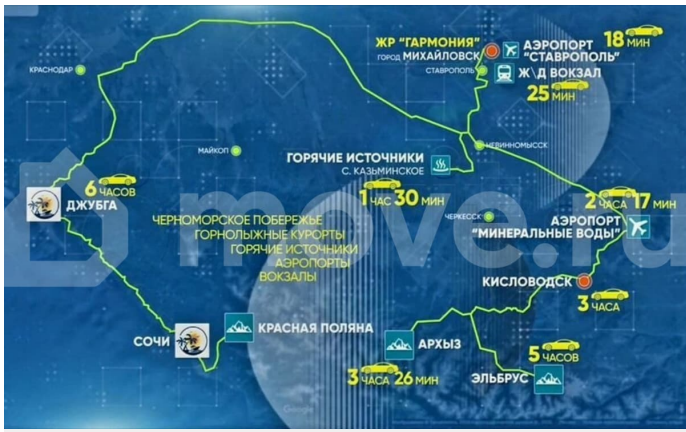 ЖР "ГАРМОНИЯ"
ГОРОД МИХАЙЛОВСК
АЭРОПОРТ
"СТАВРОПОЛЬ"
18 МИН
КРАСНОДАР
СТАВРОПОЛЬ
Ж\Д ВОКЗАЛ
25 МИН
МАЙКОП
НЕВИННОМЫССК
ГОРЯЧИЕ ИСТОЧНИКИ
С. КАЗЬМИНСКОЕ
1 ЧАС 30 МИН
6 ЧАСОВ
ДЖУБГА
2 ЧАСА 17 МИН
АЭРОПОРТ
"МИНЕРАЛЬНЫЕ ВОДЫ"
ЧЕРКЕССК
ЧЕРНОМОРСКОЕ ПОБЕРЕЖЬЕ
ГОРНОЛЫЖНЫЕ КУРОРТЫ
ГОРЯЧИЕ ИСТОЧНИКИ
АЭРОПОРТЫ
ВОКЗАЛЫ
move.ru
КИСЛОВОДСК
3 ЧАСА
СОЧИ
КРАСНАЯ ПОЛЯНА
АРХЫЗ
3 ЧАСА 26 МИН
5 ЧАСОВ
ЭЛЬБРУС
Google